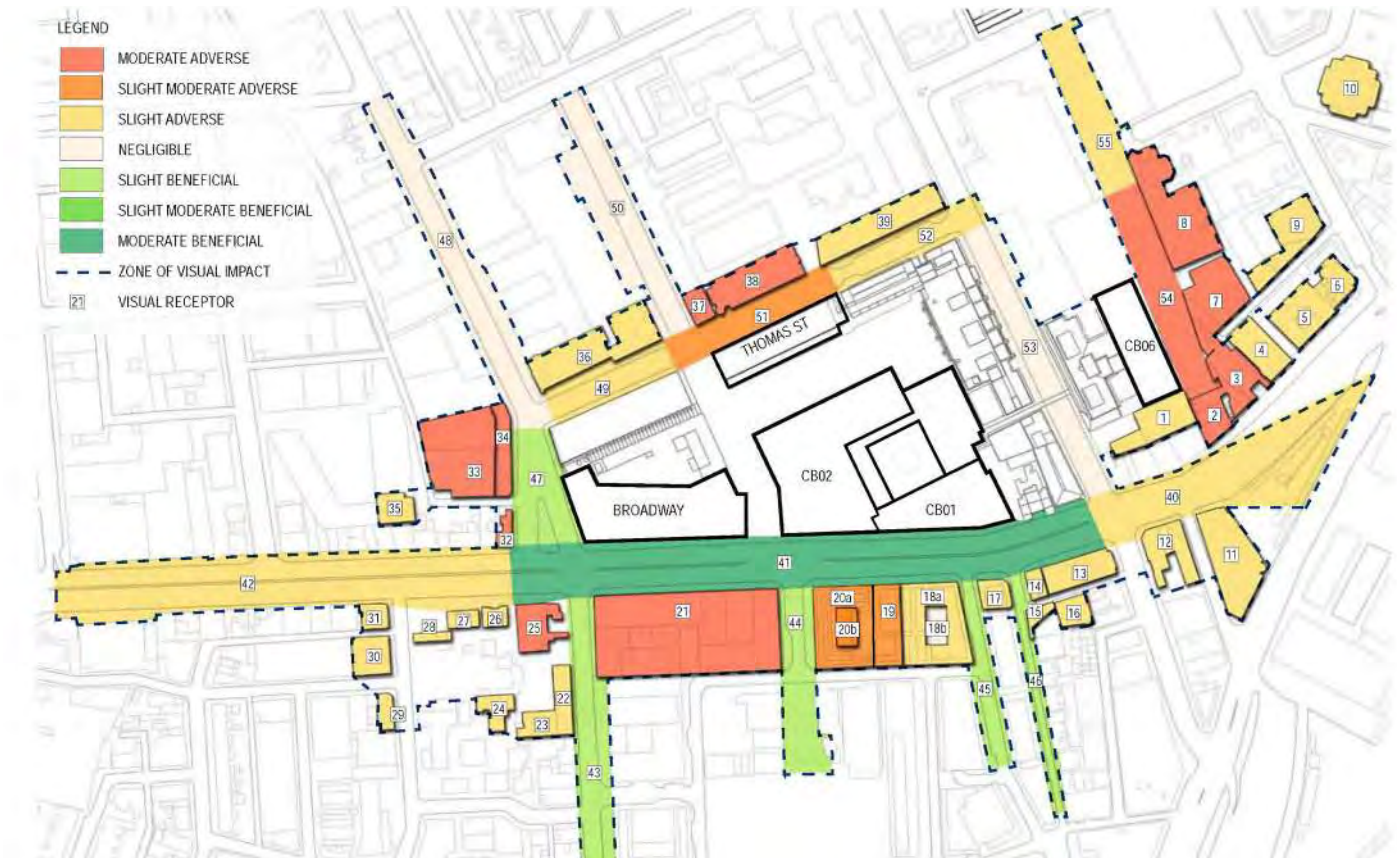 LEGEND
MODERATE ADVERSE
SLIGHT MODERATE ADVERSE
SLIGHT ADVERSE
NEGLIGIBLE
SLIGHT BENEFICIAL
SLIGHT MODERATE BENEFICIAL
MODERATE BENEFICIAL
ZONE OF VISUAL IMPACT
21 VISUAL RECEPTOR
10
55
50
39
9
8
52
48
6
38
54
37
7
5
51
THOMAS ST
53
CB06
4
36
3
49
1
2
34
33
47
CB02
40
35
BROADWAY
CB01
32
12
11
41
42
13
14
20a
18a
17
31
21
44
19
15
16
25
26
27
28
20b
18b
30
22
45
46
24
29
23
43